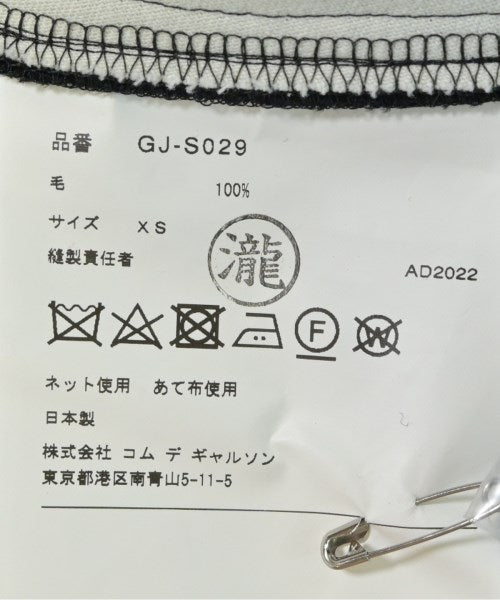 品番 GJ-S029
毛 100%
サイズ XS
縫製責任者 瀧
AD2022
F W
ネット使用 あて布使用
日本製
株式会社 コム デ ギャルソン
東京都港区南青山5-11-5